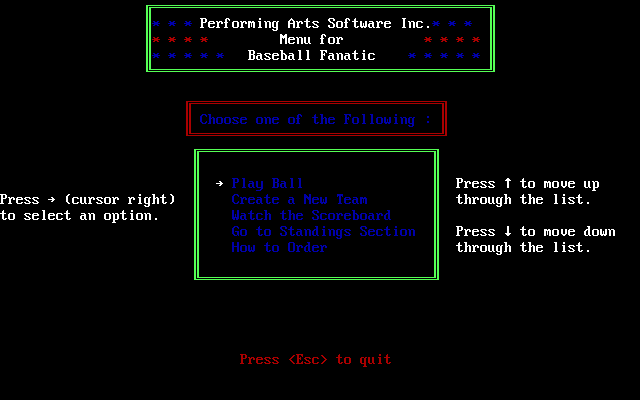 * * * Performing Arts Software Inc. * * *
* * * * Menu for * * * *
* * * * * Baseball Fanatic * * * * *
Choose one of the Following :
→ Play Ball
Create a New Team
Watch the Scoreboard
Go to Standings Section
How to Order
Press → (cursor right)
to select an option.
Press ↑ to move up
through the list.
Press ↓ to move down
through the list.
Press <Esc> to quit